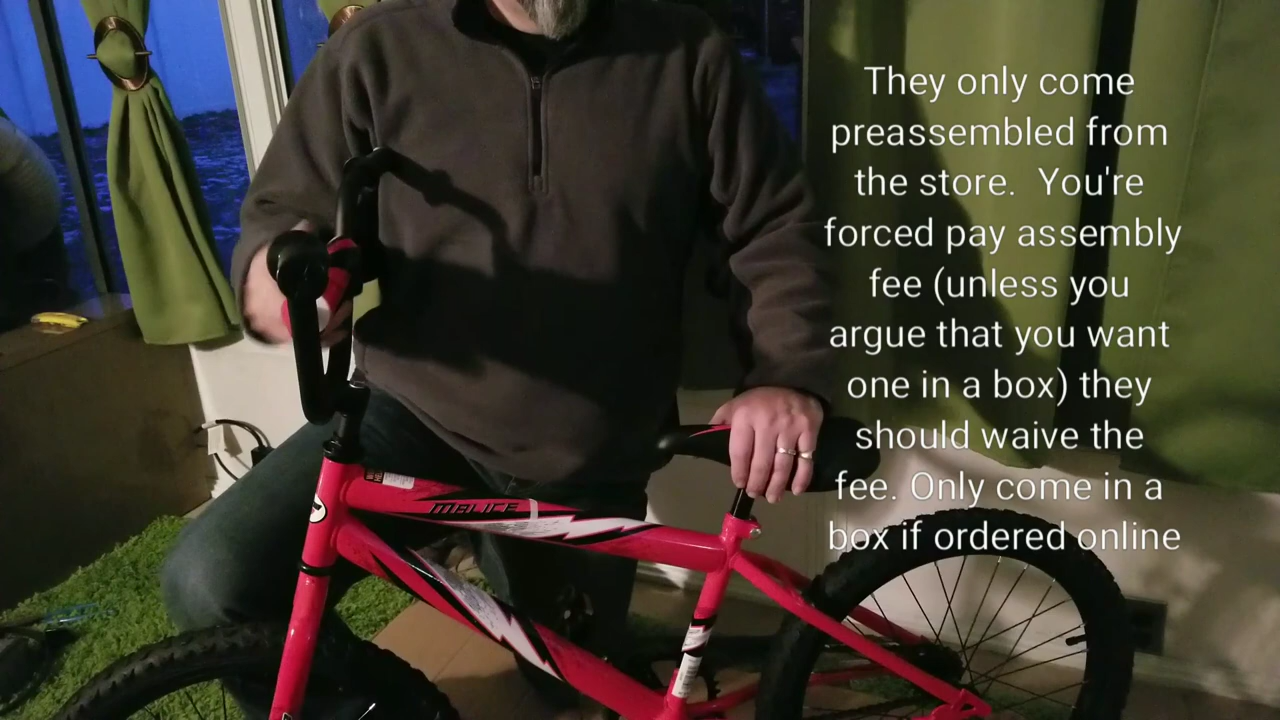 They only come
preassembled from
the store.  You're
forced pay assembly
fee (unless you
argue that you want
one in a box) they
should waive the
fee. Only come in a
box if ordered online
MALICE